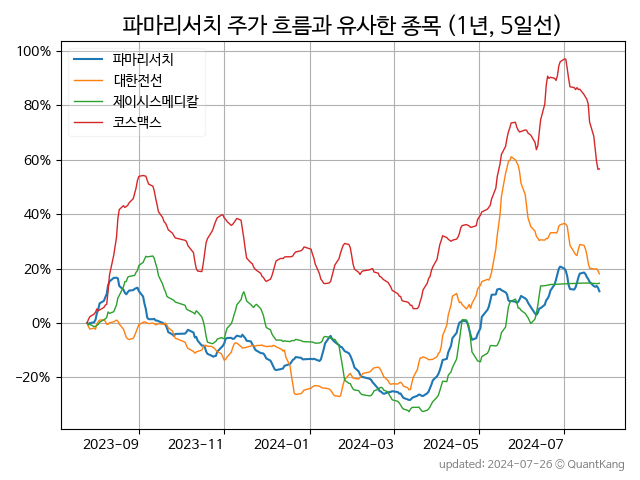 파마리서치 주가 흐름과 유사한 종목 (1년, 5일선)
파마리서치
대한전선
제이시스메디칼
코스맥스
100%
80%
60%
40%
20%
0%
−20%
2023−09 2023−11 2024−01 2024−03 2024−05 2024−07
updated: 2024-07-26 © QuantKang